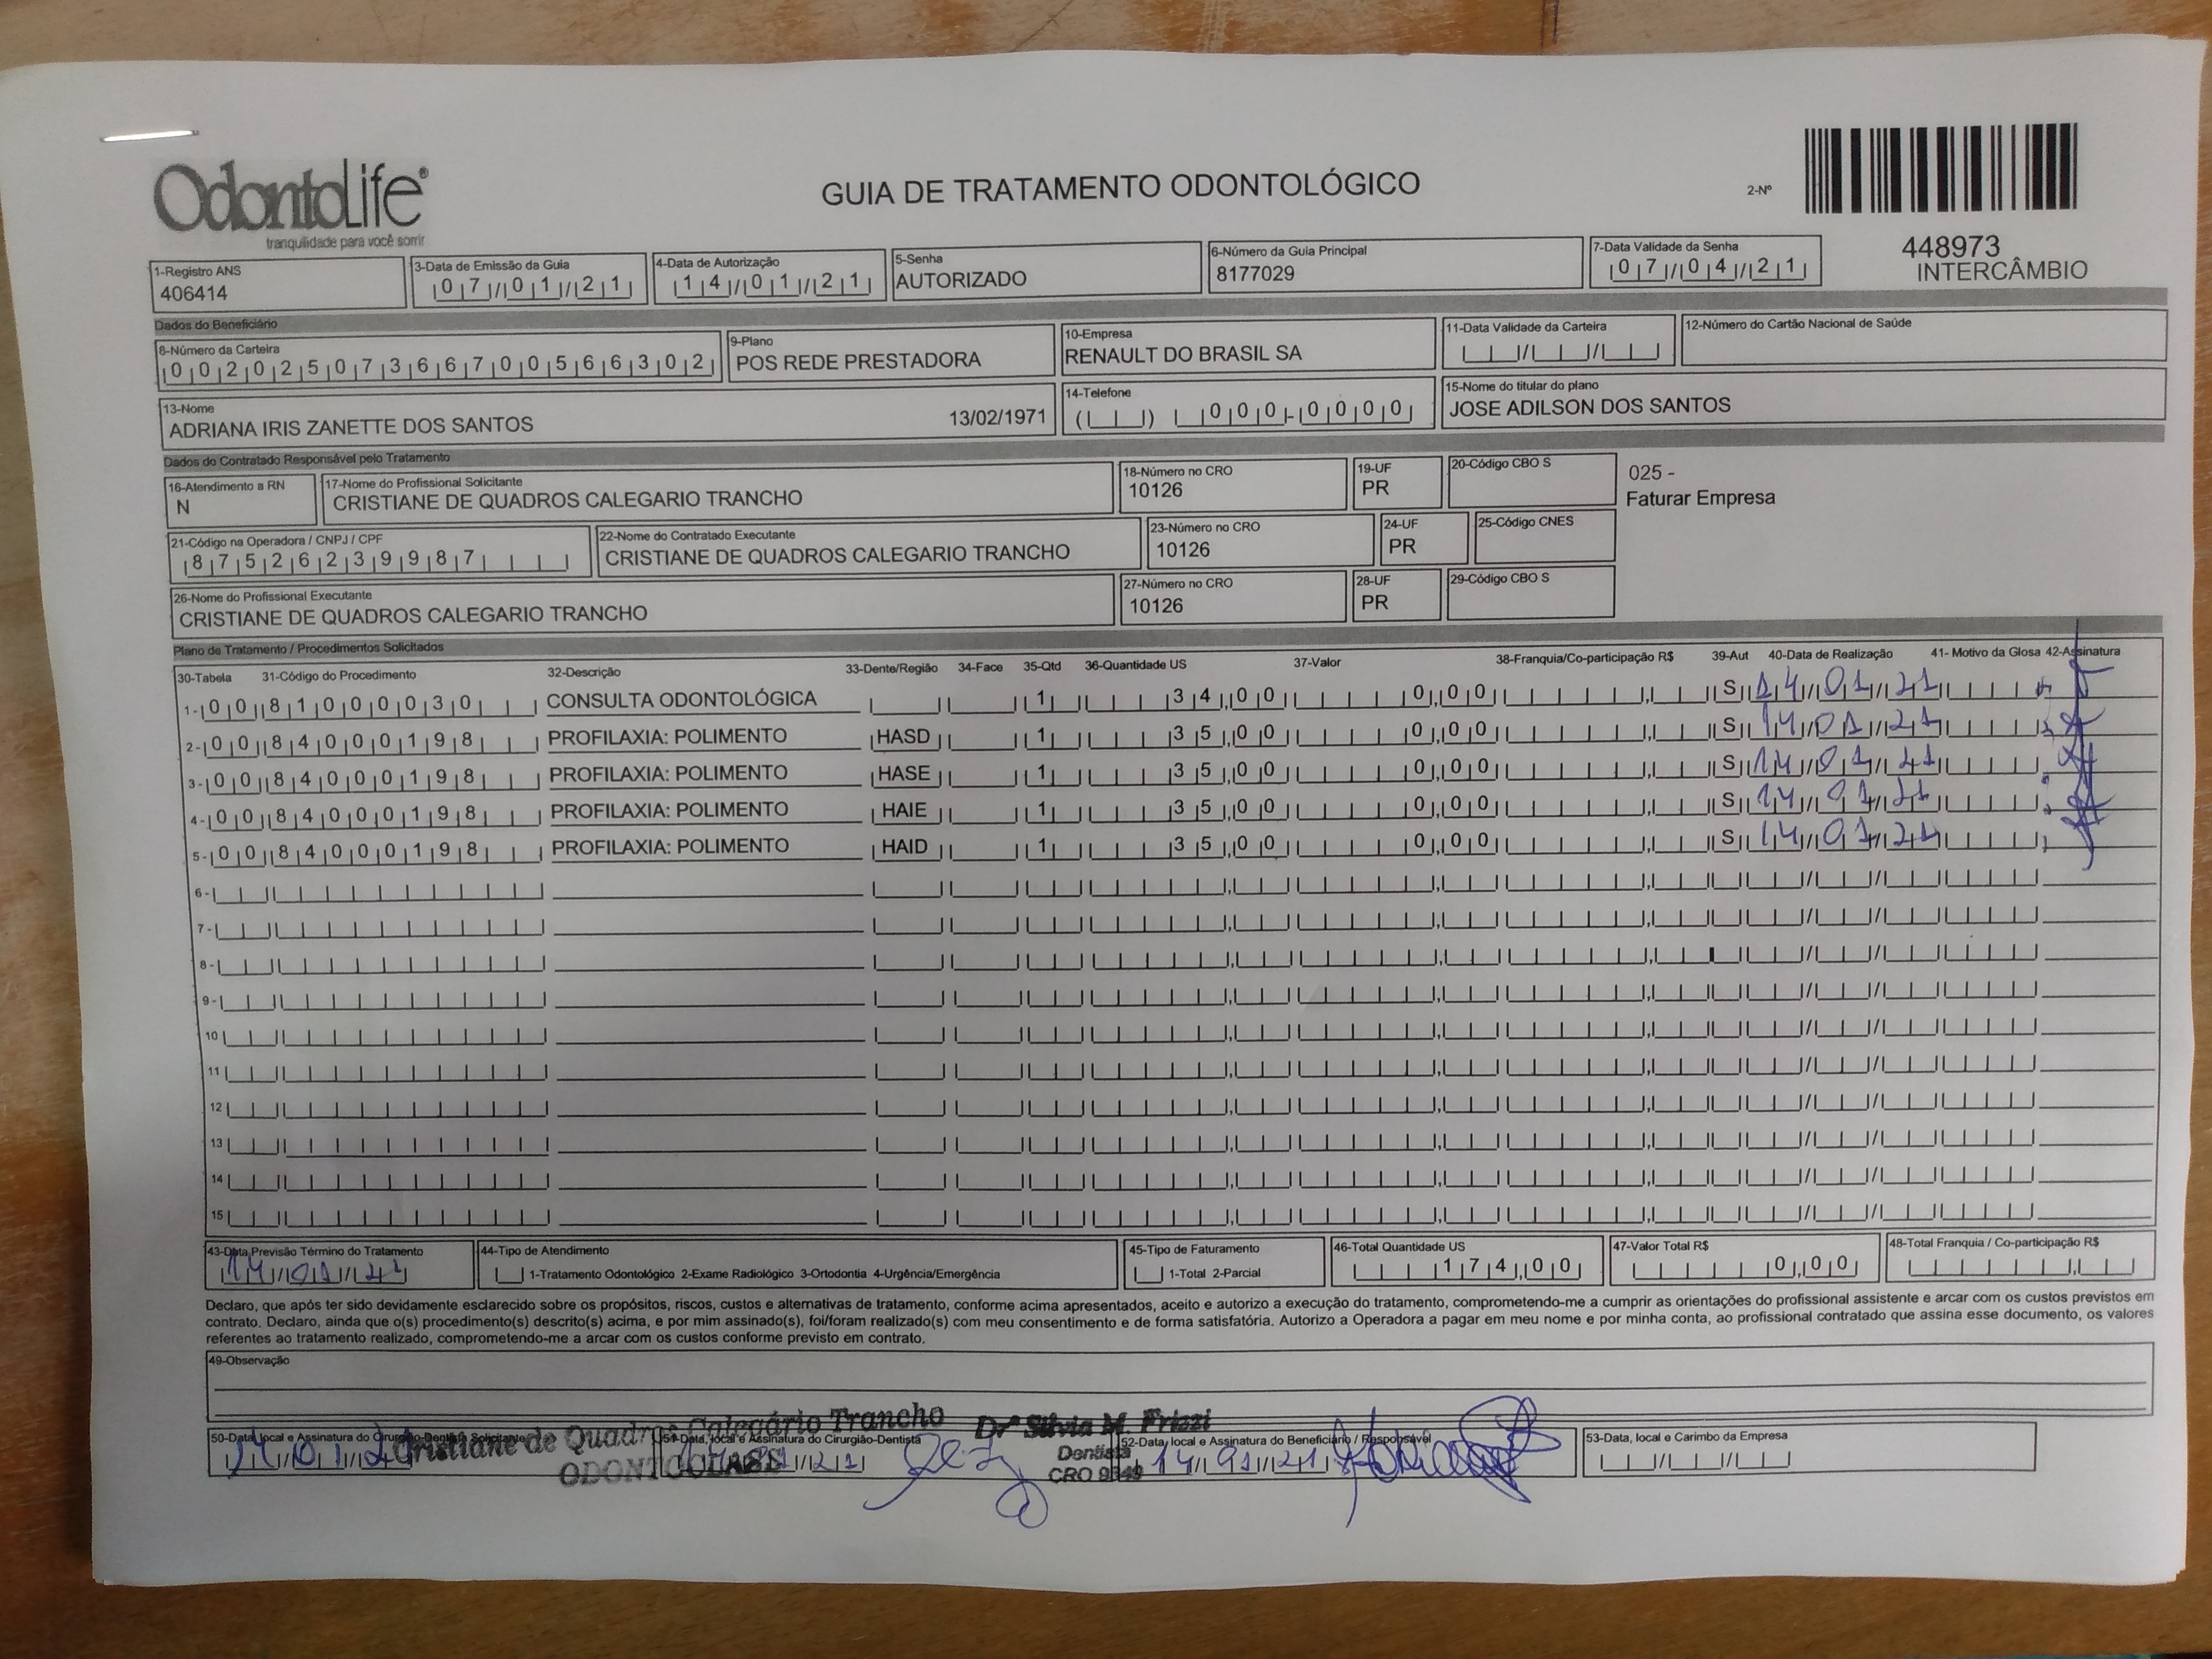 OdontoLife®
tranquilidade para você sorrir
GUIA DE TRATAMENTO ODONTOLÓGICO
2-Nº
448973
INTERCÂMBIO
1-Registro ANS
406414
3-Data de Emissão da Guia
07/01/21
4-Data de Autorização
14/01/21
5-Senha
AUTORIZADO
6-Número da Guia Principal
8177029
7-Data Validade da Senha
07/04/21
Dados do Beneficiário
8-Número da Carteira
00202507366700566302
9-Plano
POS REDE PRESTADORA
10-Empresa
RENAULT DO BRASIL SA
11-Data Validade da Carteira
12-Número do Cartão Nacional de Saúde
13-Nome
ADRIANA IRIS ZANETTE DOS SANTOS 13/02/1971
14-Telefone
( ) 000-0000
15-Nome do titular do plano
JOSE ADILSON DOS SANTOS
Dados do Contratado Responsável pelo Tratamento
16-Atendimento a RN
N
17-Nome do Profissional Solicitante
CRISTIANE DE QUADROS CALEGARIO TRANCHO
18-Número no CRO
10126
19-UF
PR
20-Código CBO S
025 -
Faturar Empresa
21-Código na Operadora / CNPJ / CPF
87526239987
22-Nome do Contratado Executante
CRISTIANE DE QUADROS CALEGARIO TRANCHO
23-Número no CRO
10126
24-UF
PR
25-Código CNES
26-Nome do Profissional Executante
CRISTIANE DE QUADROS CALEGARIO TRANCHO
27-Número no CRO
10126
28-UF
PR
29-Código CBO S
Plano de Tratamento / Procedimentos Solicitados
30-Tabela 31-Código do Procedimento 32-Descrição 33-Dente/Região 34-Face 35-Qtd 36-Quantidade US 37-Valor 38-Franquia/Co-participação R$ 39-Aut 40-Data de Realização 41- Motivo da Glosa 42-Assinatura
1- 00 81000030 CONSULTA ODONTOLÓGICA 1 34,00 0,00 S 14/01/21
2- 00 84000198 PROFILAXIA: POLIMENTO HASD 1 35,00 0,00 S 14/01/21
3- 00 84000198 PROFILAXIA: POLIMENTO HASE 1 35,00 0,00 S 14/01/21
4- 00 84000198 PROFILAXIA: POLIMENTO HAIE 1 35,00 0,00 S 14/01/21
5- 00 84000198 PROFILAXIA: POLIMENTO HAID 1 35,00 0,00 S 14/01/21
6-
7-
8-
9-
10
11
12
13
14
15
43-Data Previsão Término do Tratamento
14/01/21
44-Tipo de Atendimento
1-Tratamento Odontológico 2-Exame Radiológico 3-Ortodontia 4-Urgência/Emergência
45-Tipo de Faturamento
1-Total 2-Parcial
46-Total Quantidade US
174,00
47-Valor Total R$
0,00
48-Total Franquia / Co-participação R$
Declaro, que após ter sido devidamente esclarecido sobre os propósitos, riscos, custos e alternativas de tratamento, conforme acima apresentados, aceito e autorizo a execução do tratamento, comprometendo-me a cumprir as orientações do profissional assistente e arcar com os custos previstos em
contrato. Declaro, ainda que o(s) procedimento(s) descrito(s) acima, e por mim assinado(s), foi/foram realizado(s) com meu consentimento e de forma satisfatória. Autorizo a Operadora a pagar em meu nome e por minha conta, ao profissional contratado que assina esse documento, os valores
referentes ao tratamento realizado, comprometendo-me a arcar com os custos conforme previsto em contrato.
49-Observação
50-Data, local e Assinatura do Cirurgião-Dentista Solicitante
14/01/21
Cristiane de Quadros Calegário Trancho
51-Data, local e Assinatura do Cirurgião-Dentista
Drª Silvia M. Frizzi
Dentista
CRO 9349
52-Data, local e Assinatura do Beneficiário / Responsável
14/01/21
53-Data, local e Carimbo da Empresa